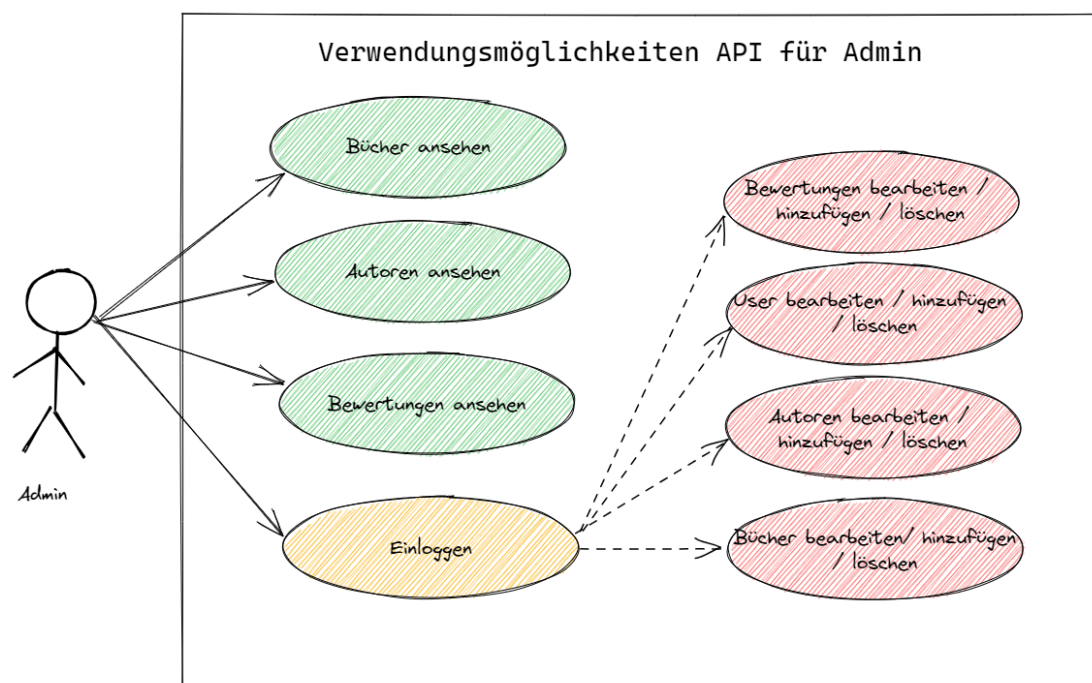 Verwendungsmöglichkeiten API für Admin
Bücher ansehen
Autoren ansehen
Bewertungen ansehen
Einloggen
Bewertungen bearbeiten /
hinzufügen / löschen
User bearbeiten / hinzufügen
/ löschen
Autoren bearbeiten /
hinzufügen / löschen
Bücher bearbeiten/ hinzufügen
/ löschen
Admin